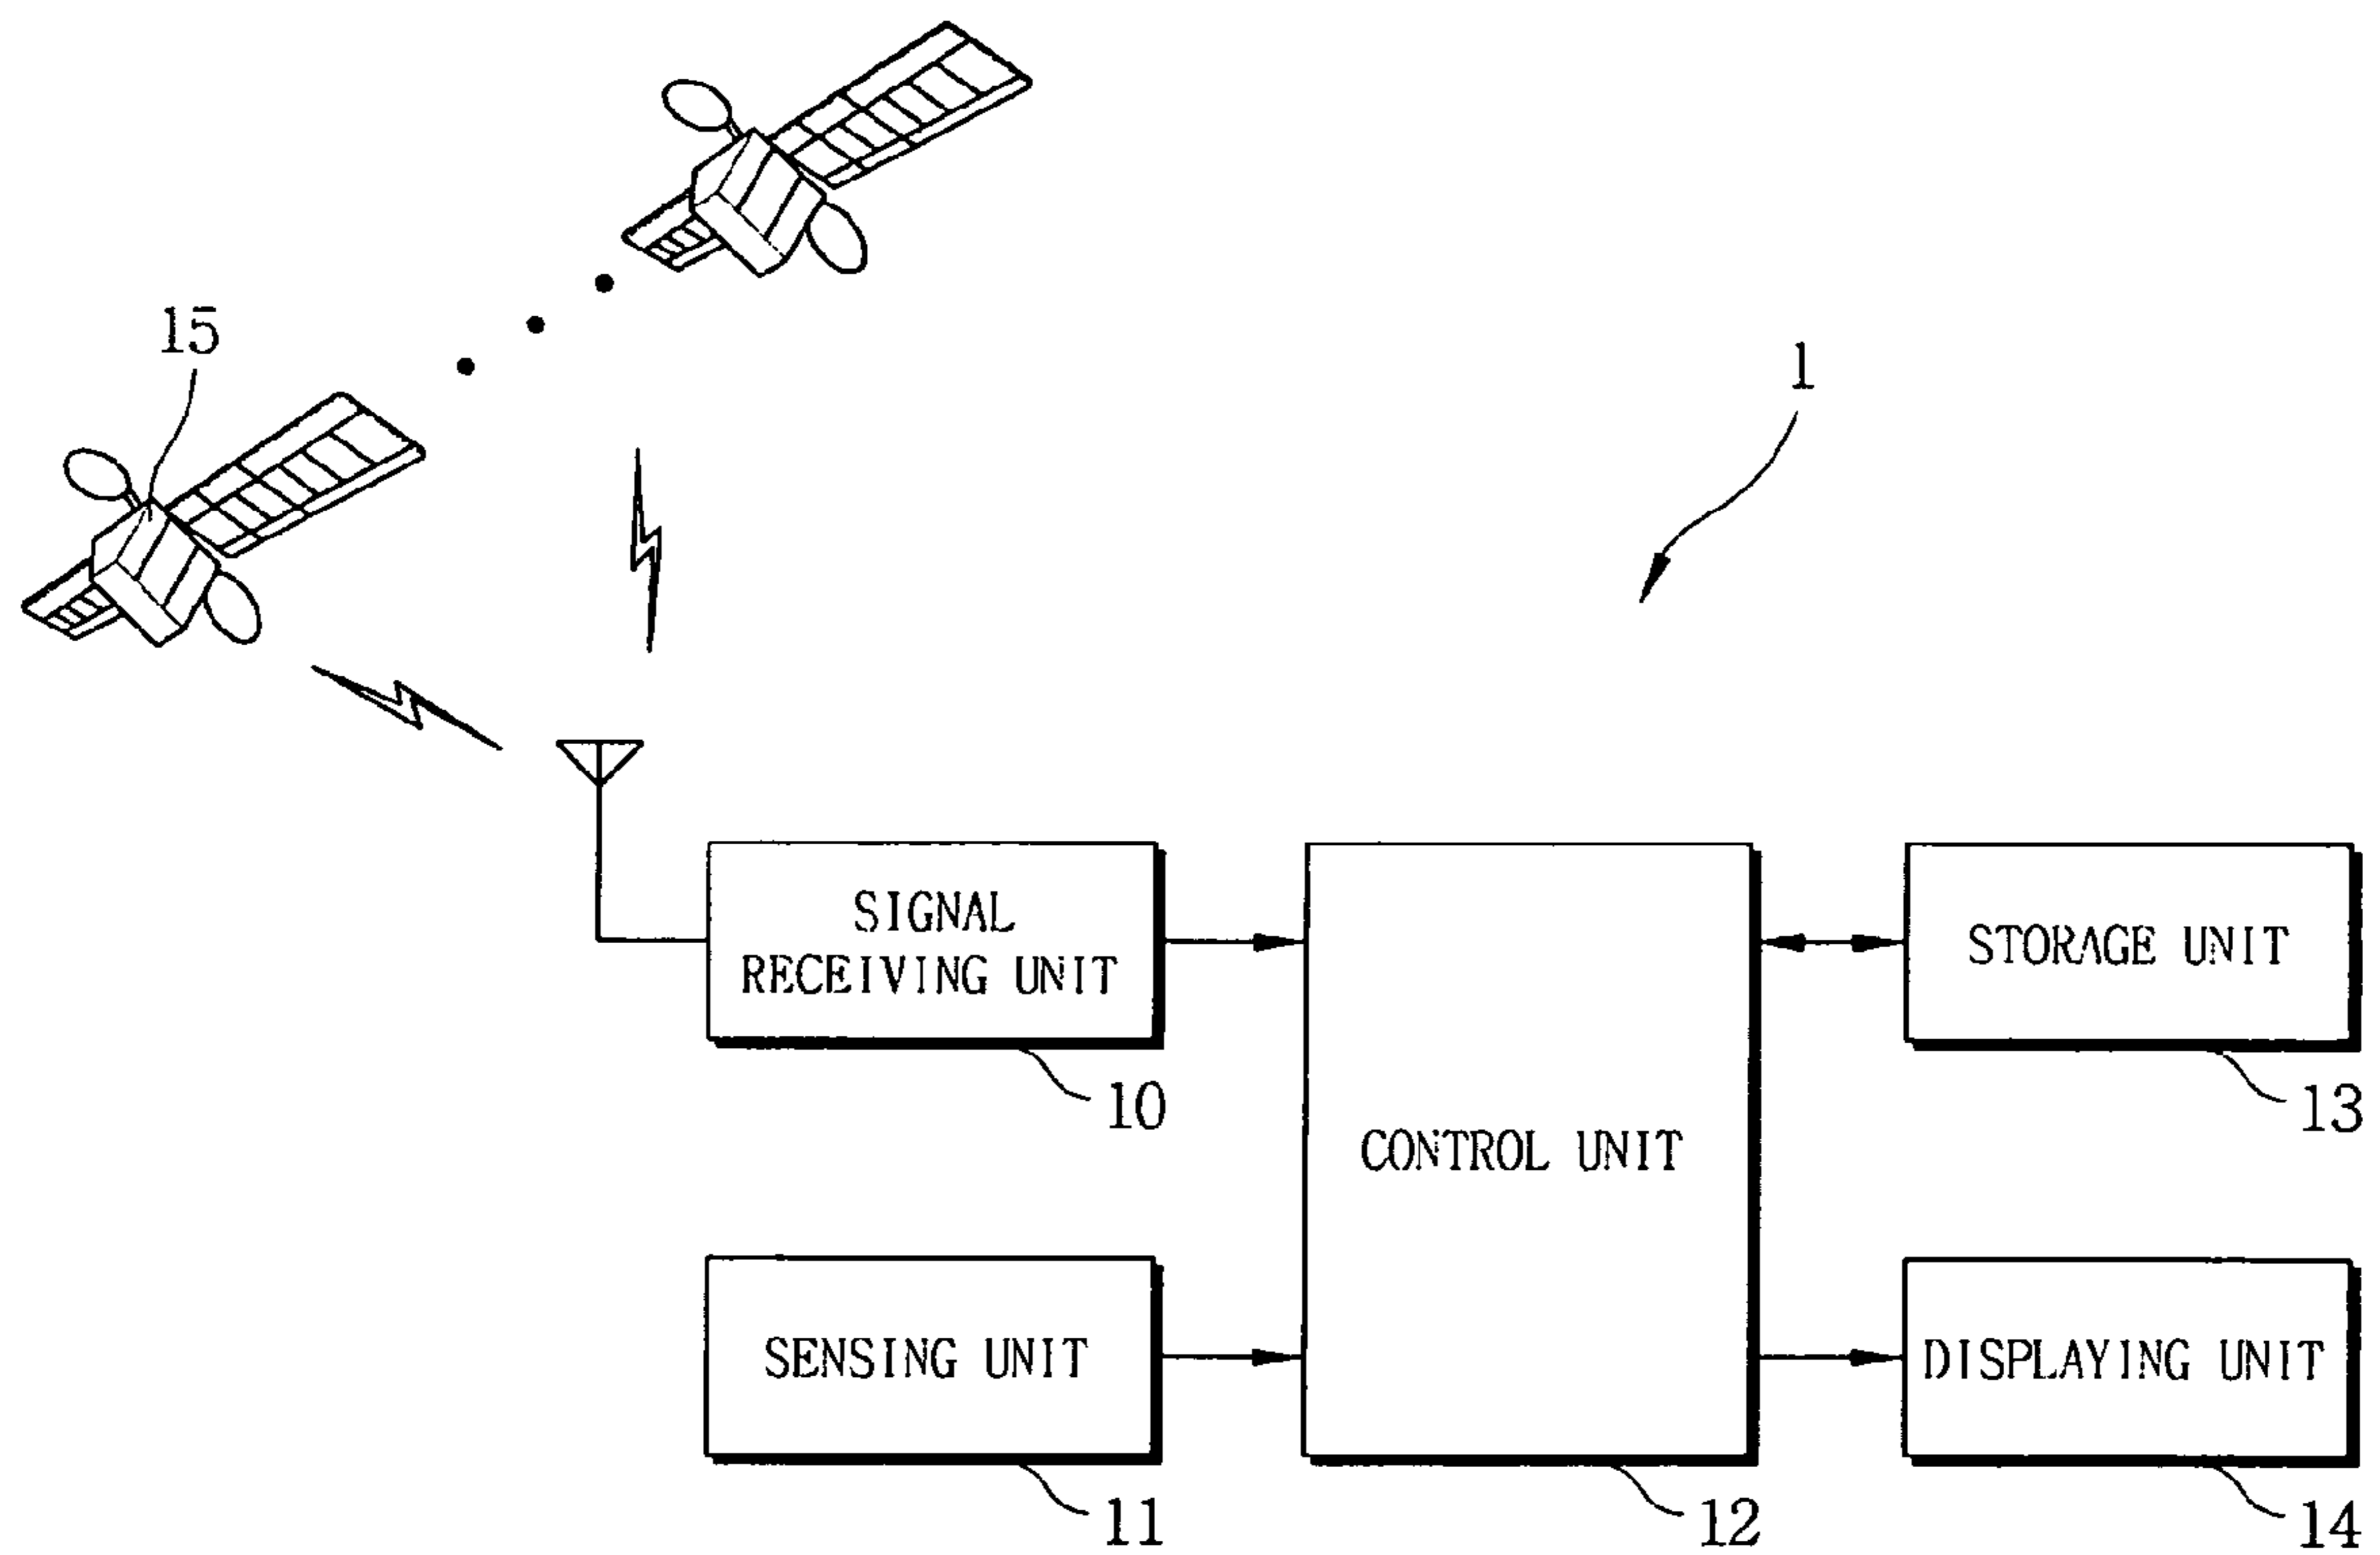 15
1
SIGNAL
RECEIVING UNIT
STORAGE UNIT
10
13
CONTROL UNIT
SENSING UNIT
DISPLAYING UNIT
11
12
14